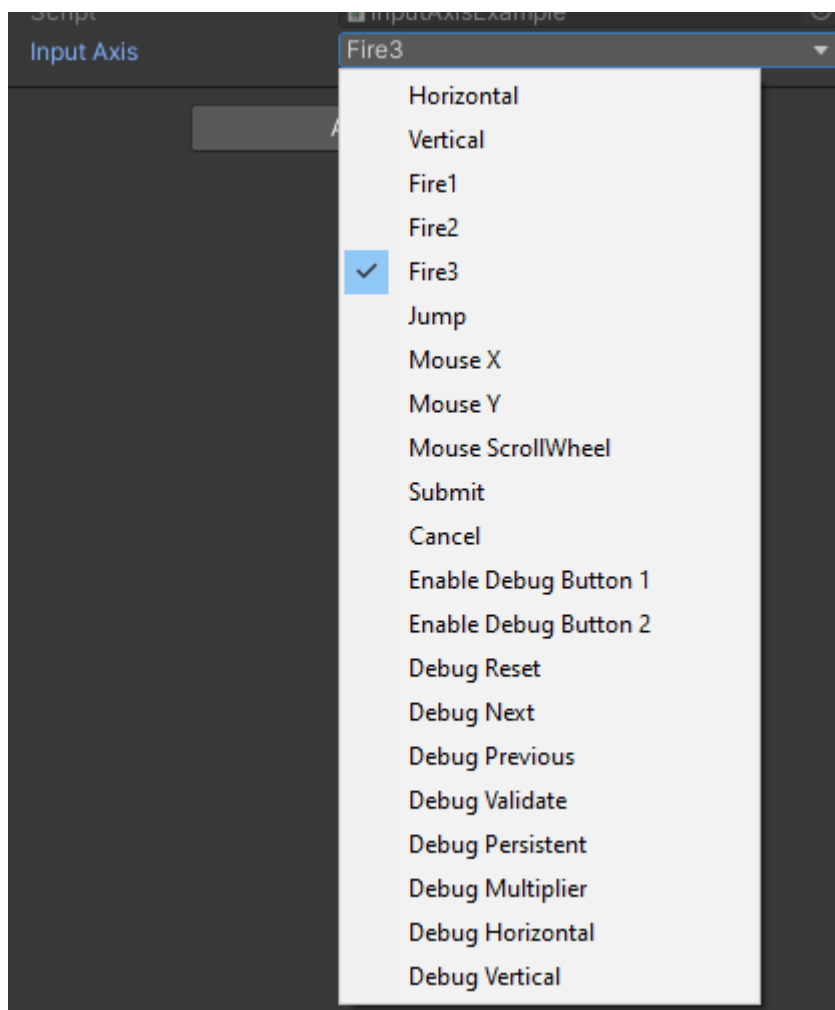 Script InputAxisExample
Input Axis Fire3
Horizontal
Vertical
Fire1
Fire2
Fire3
Jump
Mouse X
Mouse Y
Mouse ScrollWheel
Submit
Cancel
Enable Debug Button 1
Enable Debug Button 2
Debug Reset
Debug Next
Debug Previous
Debug Validate
Debug Persistent
Debug Multiplier
Debug Horizontal
Debug Vertical